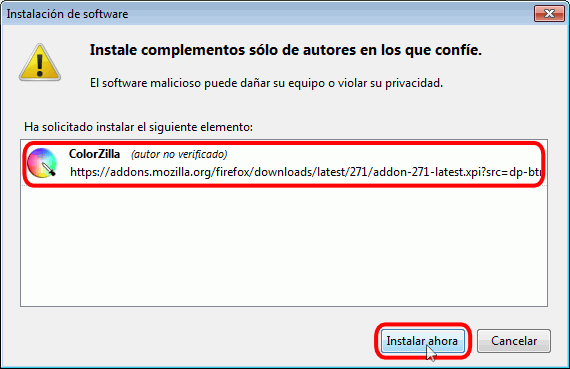 Instalación de software
Instale complementos sólo de autores en los que confíe.
El software malicioso puede dañar su equipo o violar su privacidad.
Ha solicitado instalar el siguiente elemento:
ColorZilla (autor no verificado)
https://addons.mozilla.org/firefox/downloads/latest/271/addon-271-latest.xpi?src=dp-btn
Instalar ahora Cancelar